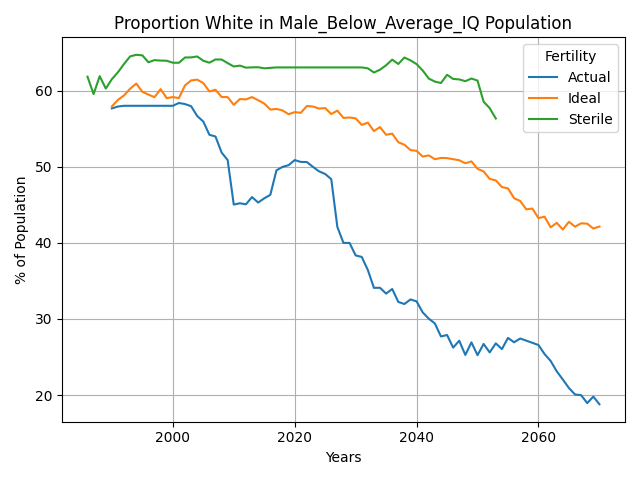 Proportion White in Male_Below_Average_IQ Population
Fertility
Actual
Ideal
Sterile
% of Population
60
50
40
30
20
2000
2020
2040
2060
Years